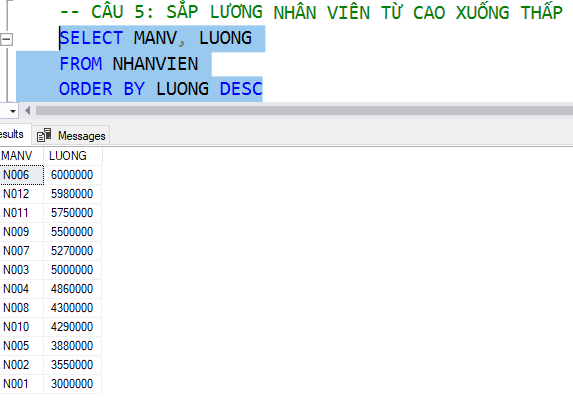 -- CÂU 5: SẮP LƯƠNG NHÂN VIÊN TỪ CAO XUỐNG THẤP
SELECT MANV, LUONG
FROM NHANVIEN
ORDER BY LUONG DESC
esults Messages
MANV LUONG
N006 6000000
N012 5980000
N011 5750000
N009 5500000
N007 5270000
N003 5000000
N004 4860000
N008 4300000
N010 4290000
N005 3880000
N002 3550000
N001 3000000